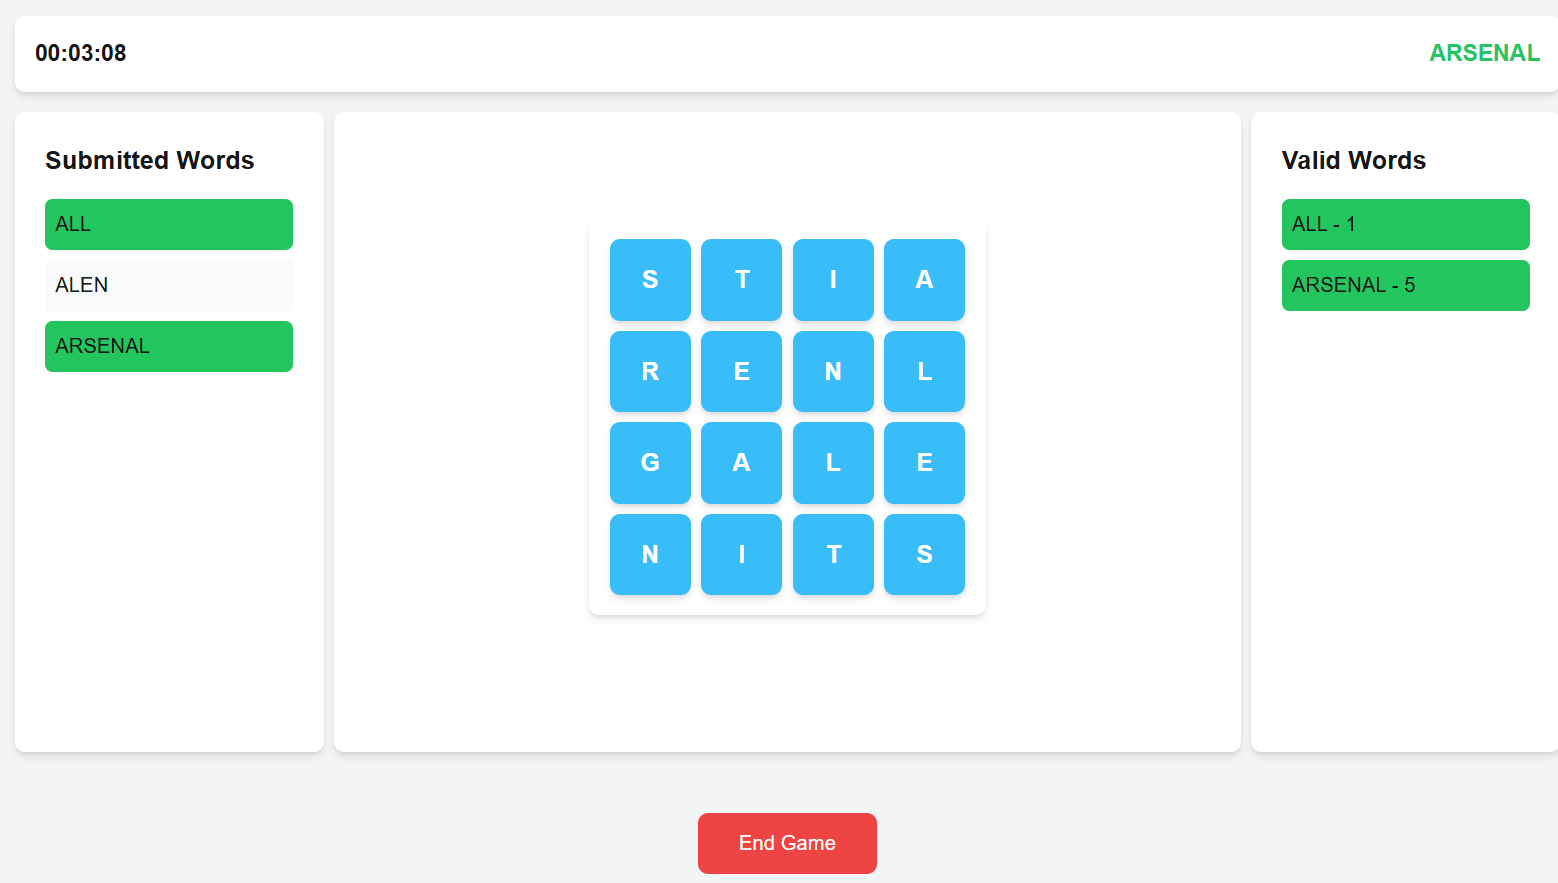 00:03:08
ARSENAL
Submitted Words
ALL
ALEN
ARSENAL
S T I A
R E N L
G A L E
N I T S
Valid Words
ALL - 1
ARSENAL - 5
End Game